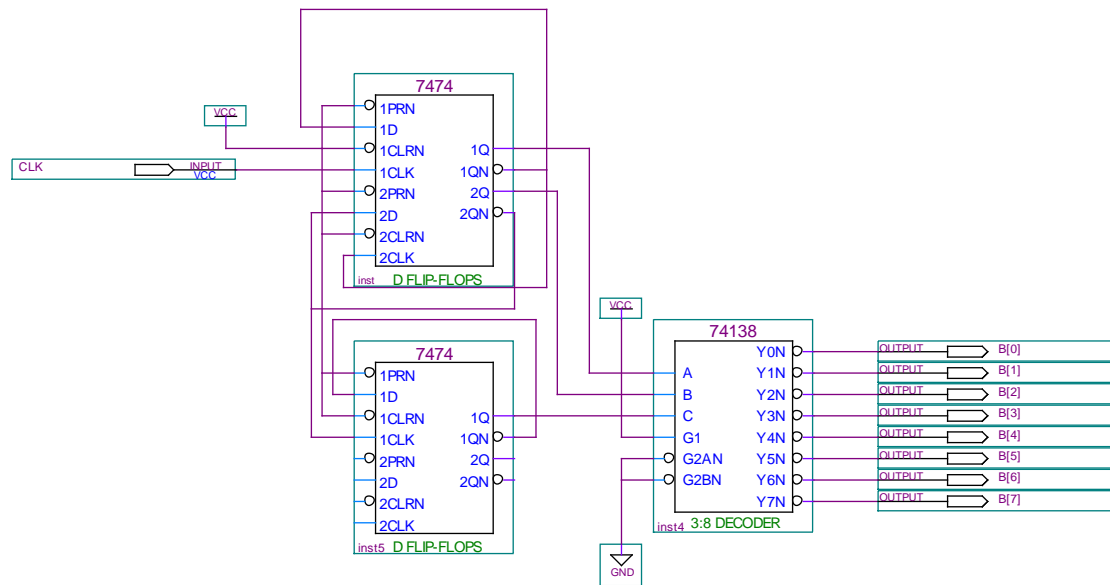 7474
1PRN
1D
1CLRN
1CLK
2PRN
2D
2CLRN
2CLK
1Q
1QN
2Q
2QN
inst
D FLIP-FLOPS
VCC
CLK
INPUT
VCC
7474
1PRN
1D
1CLRN
1CLK
2PRN
2D
2CLRN
2CLK
1Q
1QN
2Q
2QN
inst5
D FLIP-FLOPS
VCC
GND
74138
A
B
C
G1
G2AN
G2BN
Y0N
Y1N
Y2N
Y3N
Y4N
Y5N
Y6N
Y7N
inst4
3:8 DECODER
OUTPUT B[0]
OUTPUT B[1]
OUTPUT B[2]
OUTPUT B[3]
OUTPUT B[4]
OUTPUT B[5]
OUTPUT B[6]
OUTPUT B[7]